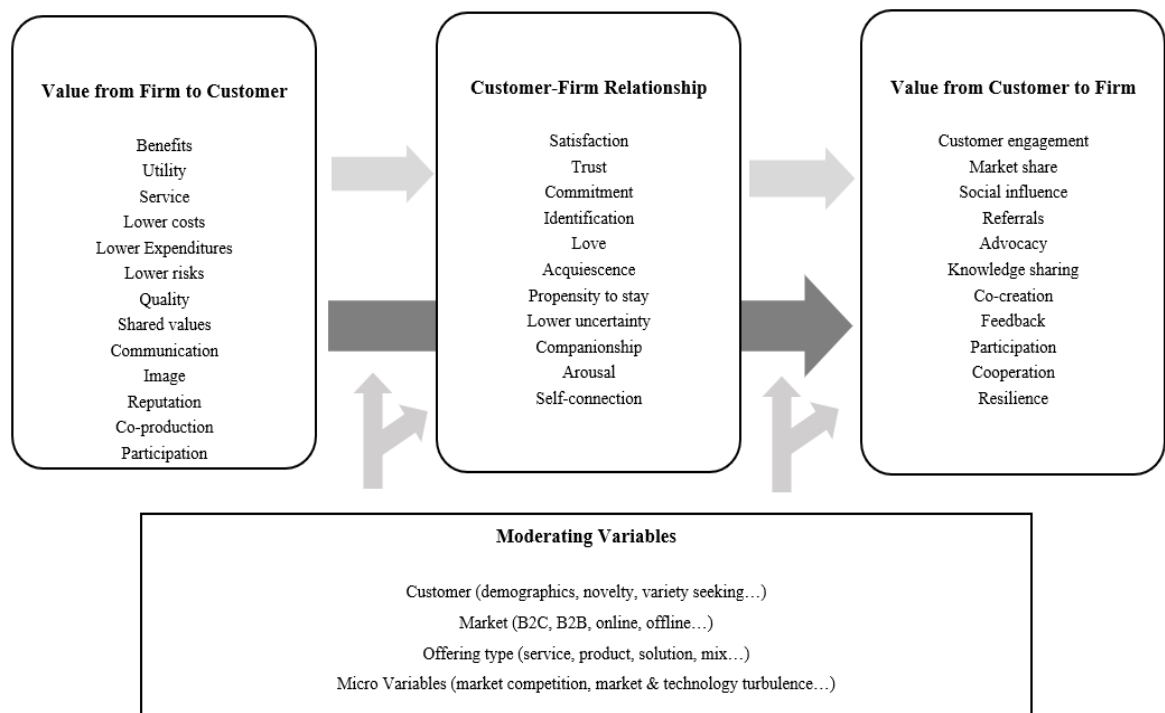 Value from Firm to Customer
Benefits
Utility
Service
Lower costs
Lower Expenditures
Lower risks
Quality
Shared values
Communication
Image
Reputation
Co-production
Participation
Customer-Firm Relationship
Satisfaction
Trust
Commitment
Identification
Love
Acquiescence
Propensity to stay
Lower uncertainty
Companionship
Arousal
Self-connection
Value from Customer to Firm
Customer engagement
Market share
Social influence
Referrals
Advocacy
Knowledge sharing
Co-creation
Feedback
Participation
Cooperation
Resilience
Moderating Variables
Customer (demographics, novelty, variety seeking…)
Market (B2C, B2B, online, offline…)
Offering type (service, product, solution, mix…)
Micro Variables (market competition, market & technology turbulence…)